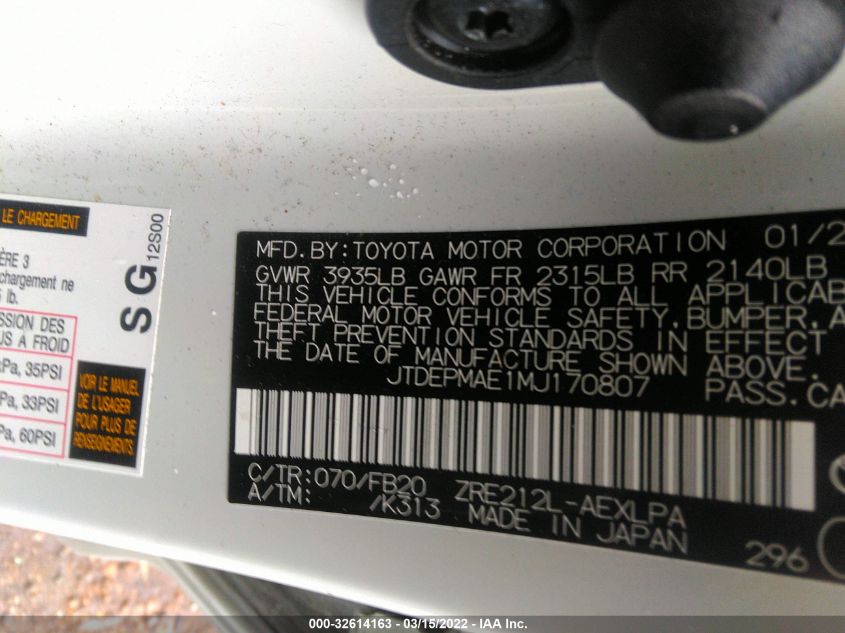 LE CHARGEMENT
ÈRE 3
chargement ne
lb.
SSION DES
US À FROID
Pa, 35PSI
Pa, 33PSI
Pa, 60PSI
VOIR LE MANUEL
DE L'USAGER
POUR PLUS DE
RENSEIGNEMENTS
SG
12S00
MFD. BY: TOYOTA MOTOR CORPORATION 01/2
GVWR 3935LB GAWR FR 2315LB RR 2140LB
THIS VEHICLE CONFORMS TO ALL APPLICAB
FEDERAL MOTOR VEHICLE SAFETY, BUMPER, A
THEFT PREVENTION STANDARDS IN EFFECT
THE DATE OF MANUFACTURE SHOWN ABOVE.
JTDEPMAE1MJ170807 PASS. CA
C/TR: 070/FB20 ZRE212L-AEXLPA
A/TM: /K313 MADE IN JAPAN
296
000-32614163 - 03/15/2022 - IAA Inc.